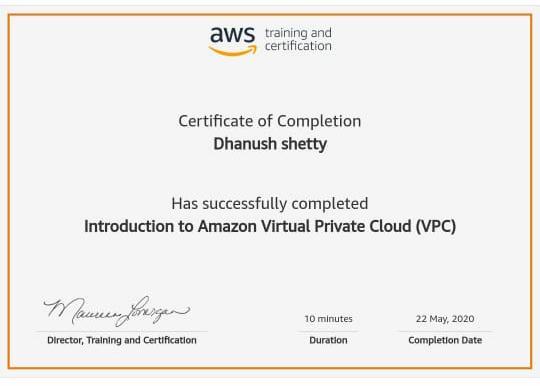 aws training and
certification
Certificate of Completion
Dhanush shetty
Has successfully completed
Introduction to Amazon Virtual Private Cloud (VPC)
Maureen Lonergan
10 minutes
22 May, 2020
Director, Training and Certification
Duration
Completion Date